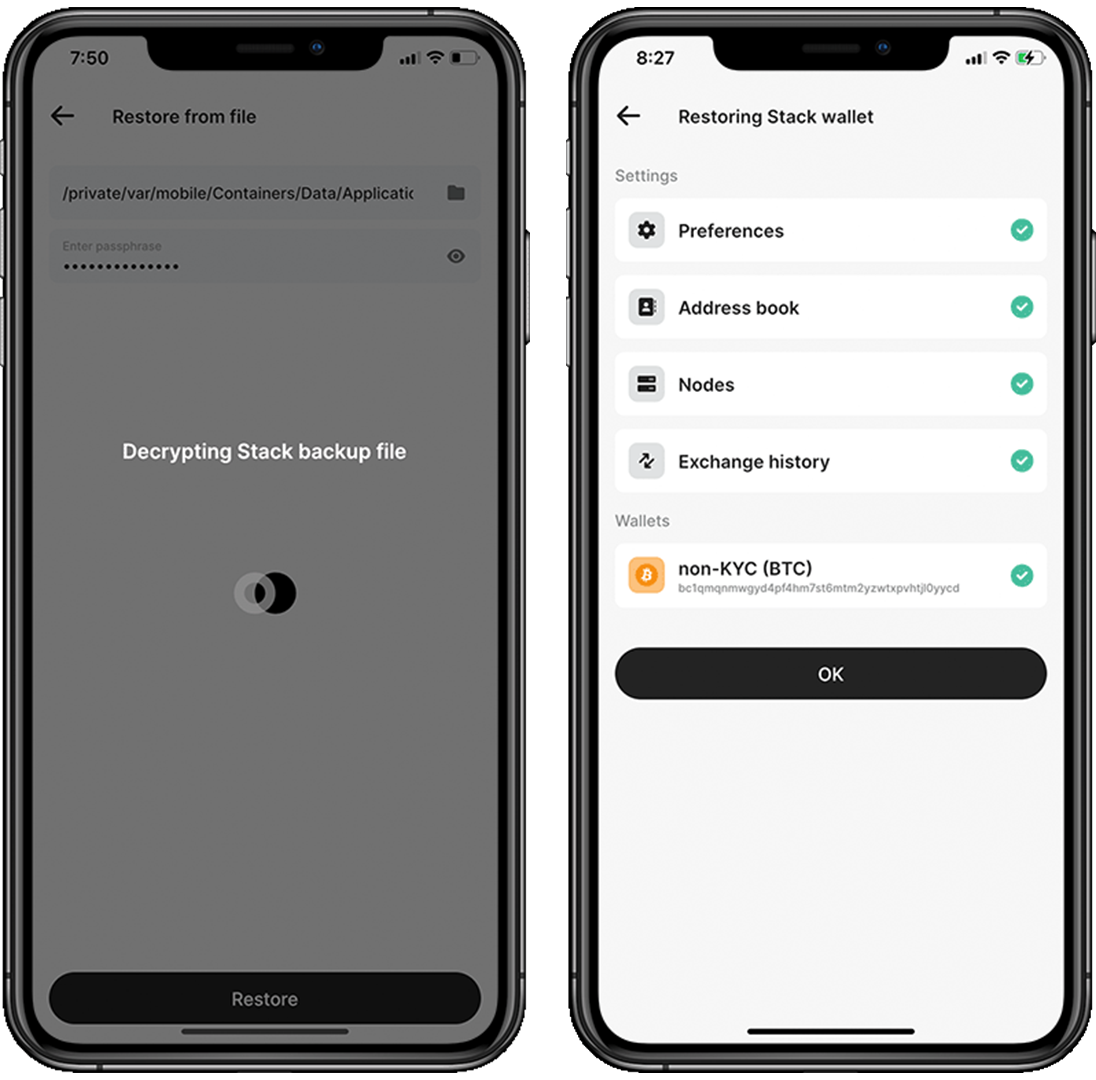 7:50
Restore from file
/private/var/mobile/Containers/Data/Applicatic
Enter passphrase
••••••••••••••
Decrypting Stack backup file
Restore
8:27
Restoring Stack wallet
Settings
Preferences
Address book
Nodes
Exchange history
Wallets
non-KYC (BTC)
bc1qmqnmwgyd4pf4hm7st6mtm2yzwtxpvhtjl0yycd
OK